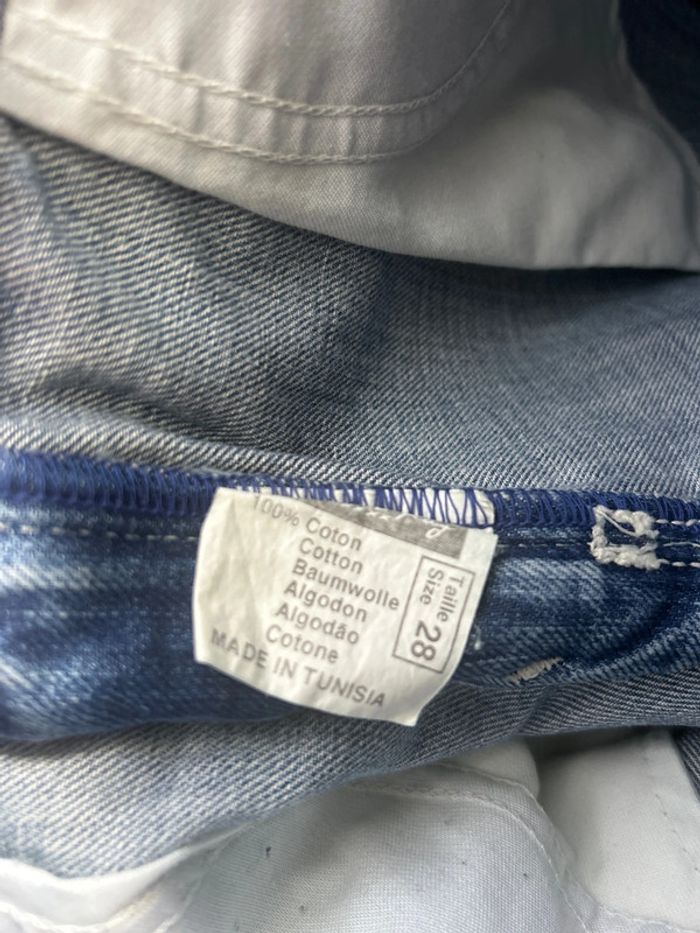 100% Coton
Cotton
Baumwolle
Algodon
Algodão
Cotone
MADE IN TUNISIA
Taille
Size 28